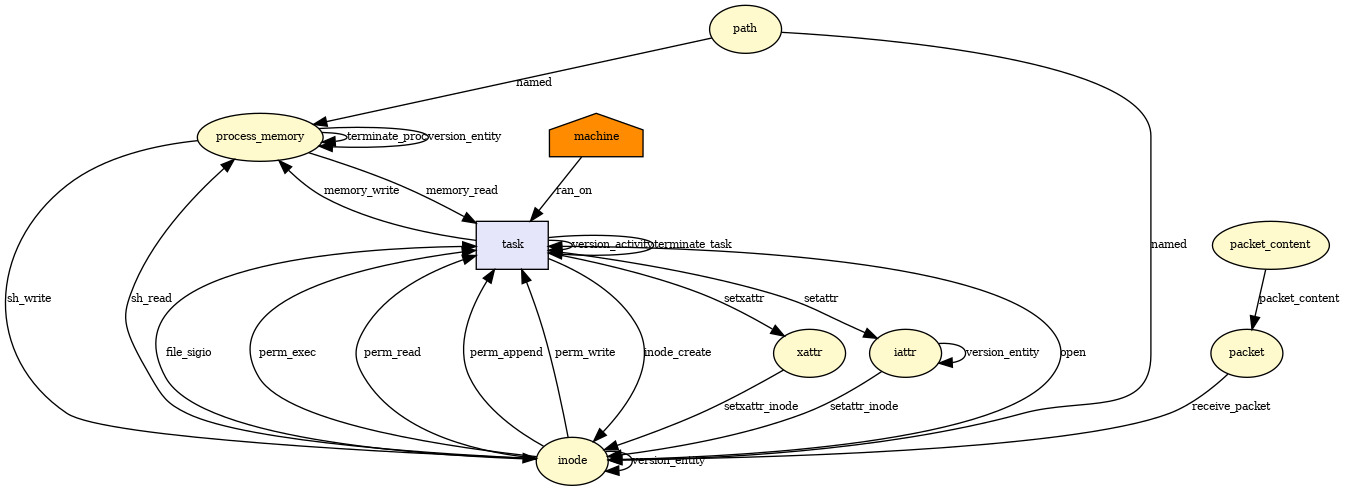 path
named
process_memory
terminate_proc
version_entity
machine
memory_write
memory_read
ran_on
task
version_activity
terminate_task
named
packet_content
sh_write
sh_read
setxattr
setattr
packet_content
file_sigio
perm_exec
perm_read
perm_append
perm_write
inode_create
xattr
iattr
version_entity
open
packet
setxattr_inode
setattr_inode
receive_packet
inode
version_entity